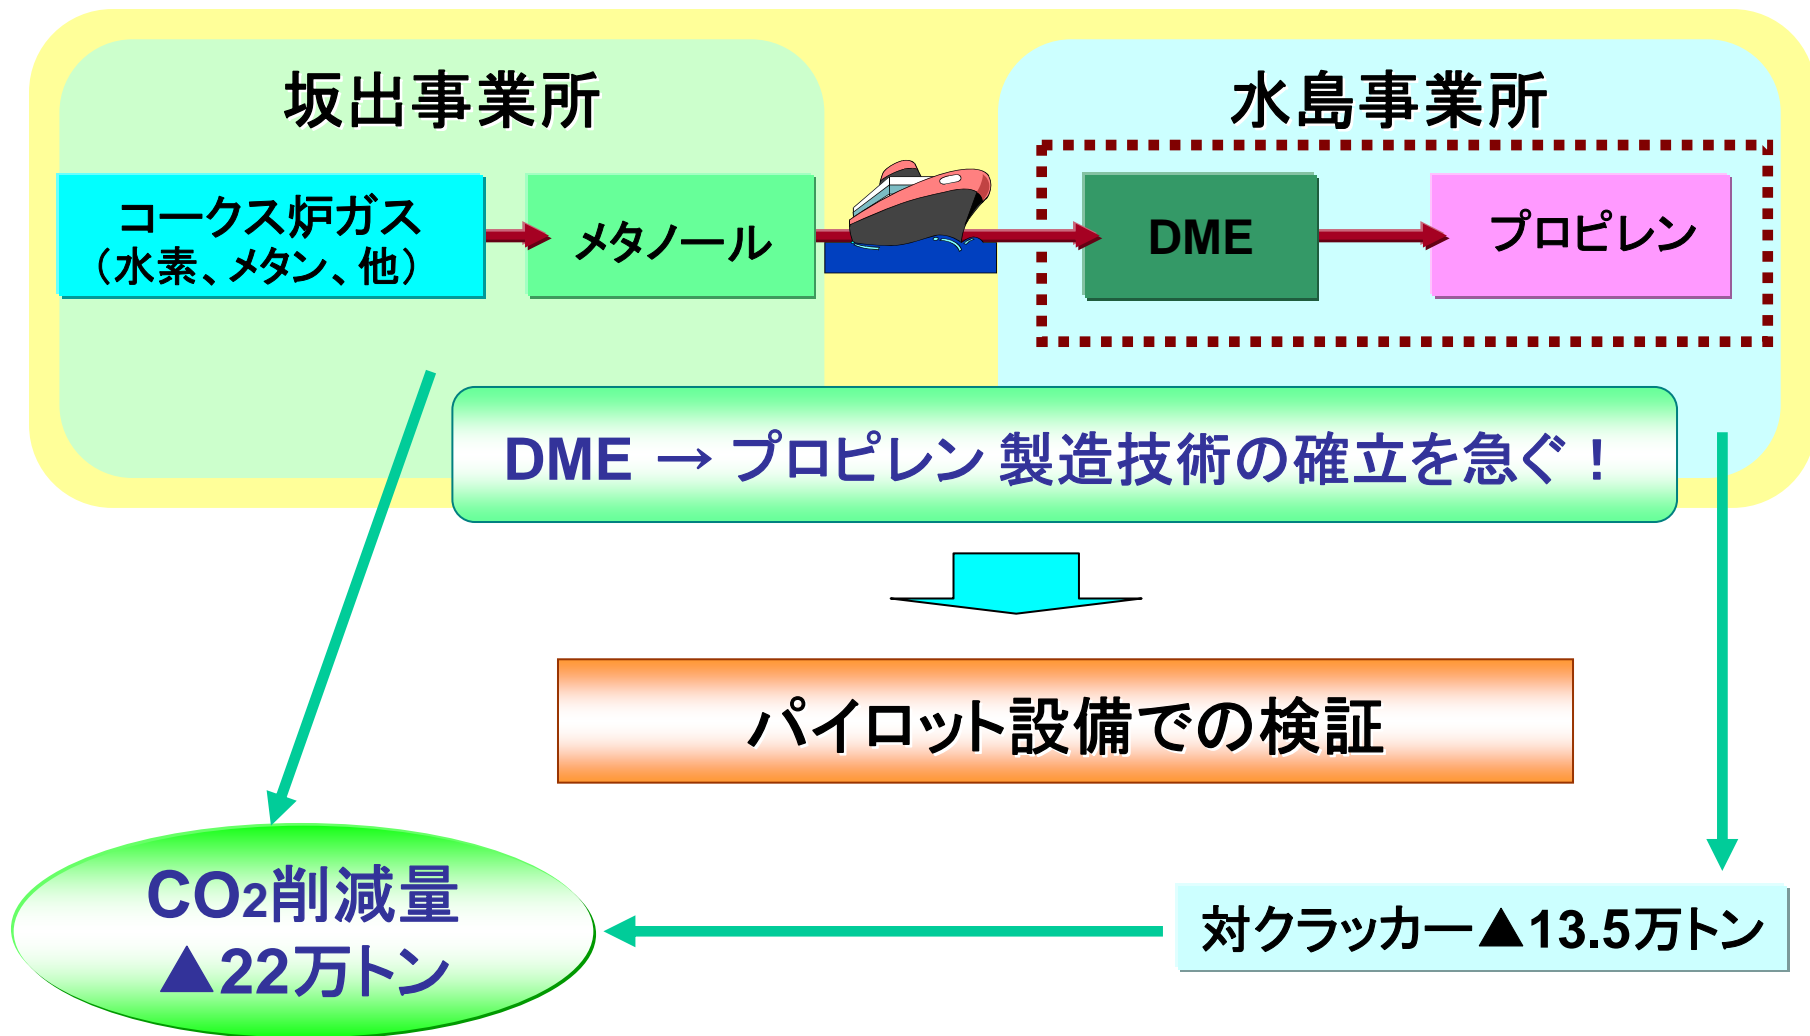 坂出事業所
水島事業所
コークス炉ガス
（水素、メタン、他）
メタノール
DME
プロピレン
DME → プロピレン 製造技術の確立を急ぐ！
パイロット設備での検証
CO2削減量
▲22万トン
対クラッカー▲13.5万トン